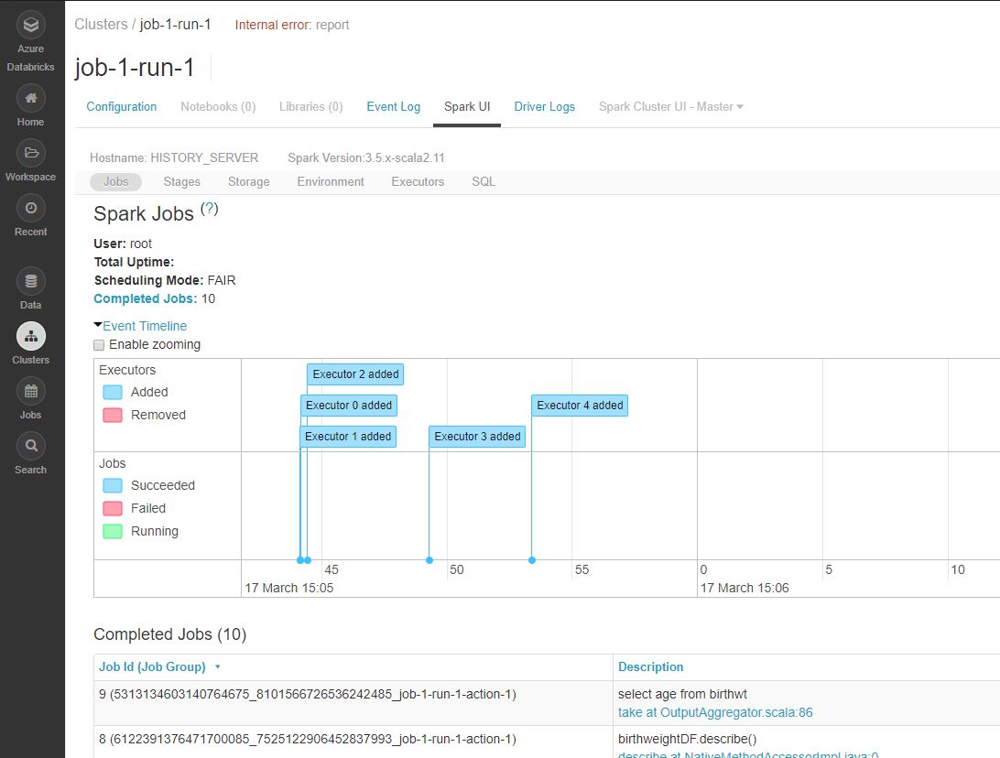 Azure
Databricks
Home
Workspace
Recent
Data
Clusters
Jobs
Search
Clusters / job-1-run-1 Internal error: report
job-1-run-1
Configuration Notebooks (0) Libraries (0) Event Log Spark UI Driver Logs Spark Cluster UI - Master
Hostname: HISTORY_SERVER Spark Version:3.5.x-scala2.11
Jobs Stages Storage Environment Executors SQL
Spark Jobs (?)
User: root
Total Uptime:
Scheduling Mode: FAIR
Completed Jobs: 10
Event Timeline
Enable zooming
Executors
Added
Removed
Executor 2 added
Executor 0 added Executor 4 added
Executor 1 added Executor 3 added
Jobs
Succeeded
Failed
Running
45 50 55 0 5 10
17 March 15:05 17 March 15:06
Completed Jobs (10)
Job Id (Job Group) Description
9 (5313134603140764675_8101566726536242485_job-1-run-1-action-1) select age from birthwt
take at OutputAggregator.scala:86
8 (6122391376471700085_7525122906452837993_job-1-run-1-action-1) birthweightDF.describe()
describe at NativeMethodAccessorImpl.java:0